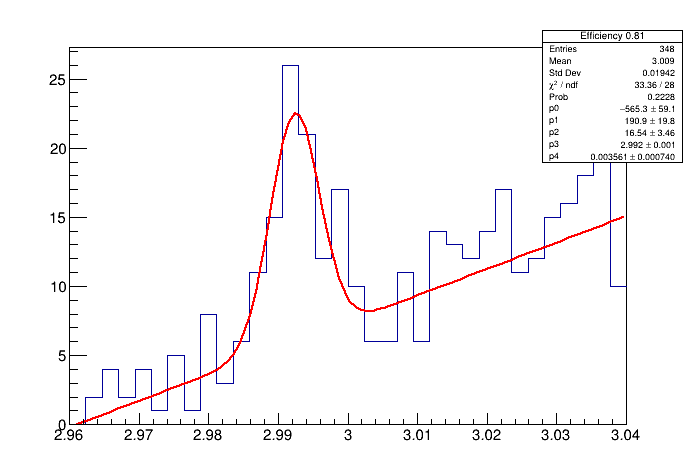 Efficiency 0.81
Entries 348
Mean 3.009
Std Dev 0.01942
χ² / ndf 33.36 / 28
Prob 0.2228
p0 −565.3 ± 59.1
p1 190.9 ± 19.8
p2 16.54 ± 3.46
p3 2.992 ± 0.001
p4 0.003561 ± 0.000740
25
20
15
10
5
0
2.96 2.97 2.98 2.99 3 3.01 3.02 3.03 3.04